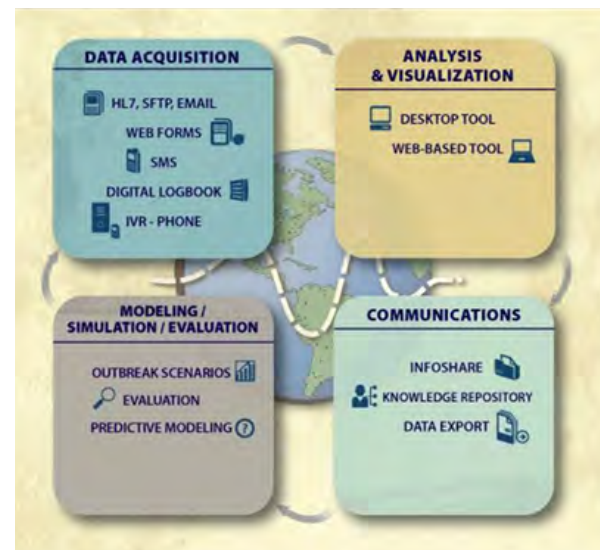 DATA ACQUISITION
HL7, SFTP, EMAIL
WEB FORMS
SMS
DIGITAL LOGBOOK
IVR - PHONE
ANALYSIS
& VISUALIZATION
DESKTOP TOOL
WEB-BASED TOOL
MODELING /
SIMULATION / EVALUATION
OUTBREAK SCENARIOS
EVALUATION
PREDICTIVE MODELING ?
COMMUNICATIONS
INFOSHARE
KNOWLEDGE REPOSITORY
DATA EXPORT